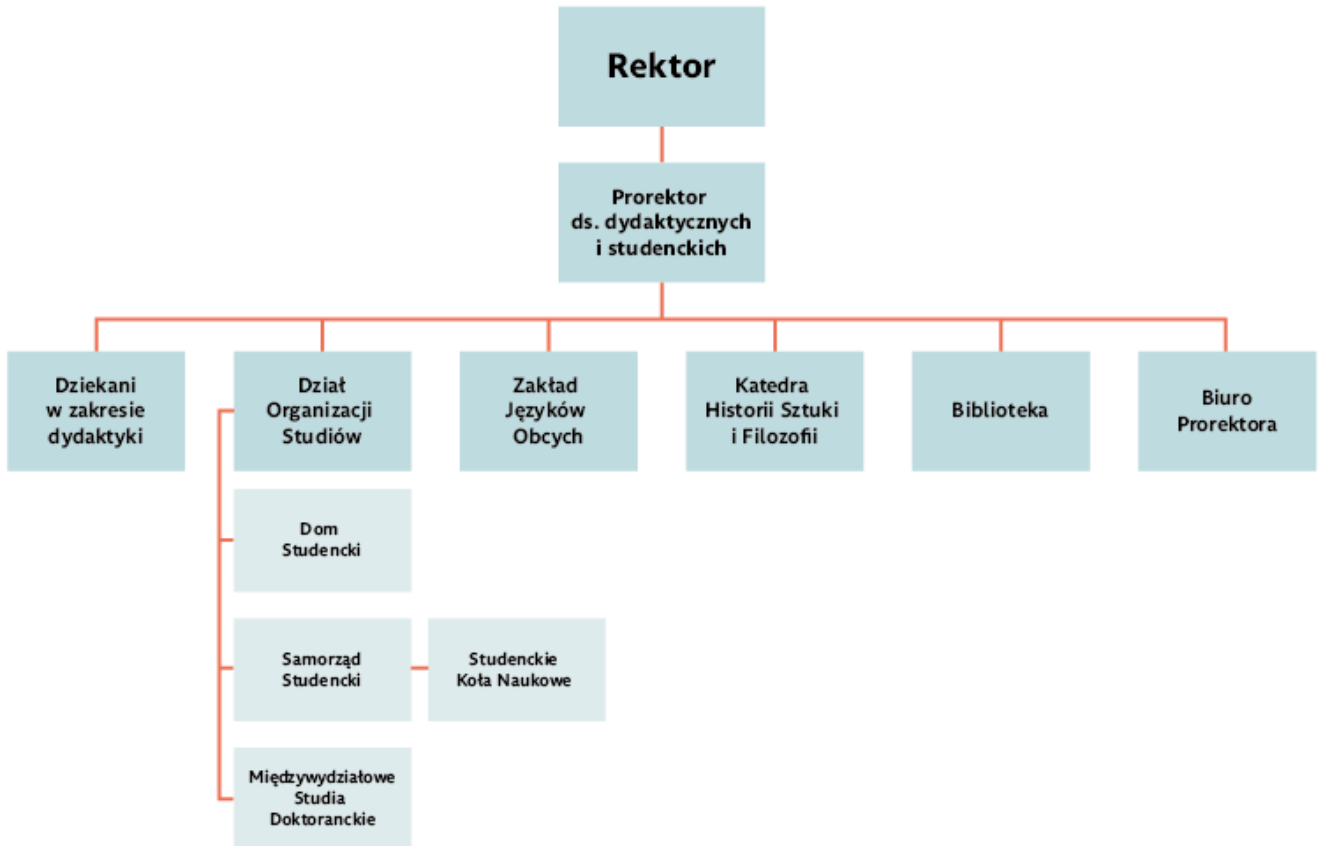 Rektor
Prorektor
ds. dydaktycznych
i studenckich
Dziekani
w zakresie
dydaktyki
Dział
Organizacji
Studiów
Zakład
Języków
Obcych
Katedra
Historii Sztuki
i Filozofii
Biblioteka
Biuro
Prorektora
Dom
Studencki
Samorząd
Studencki
Studenckie
Koła Naukowe
Międzywydziałowe
Studia
Doktoranckie